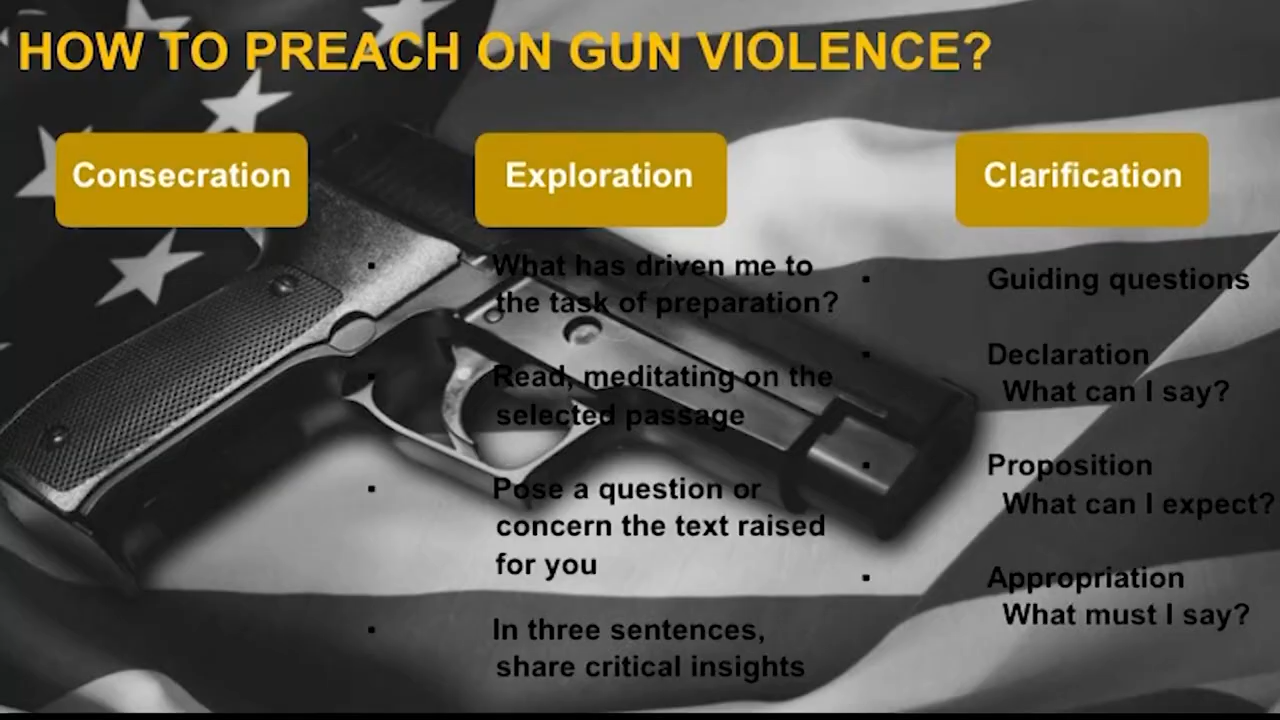 HOW TO PREACH ON GUN VIOLENCE?
Consecration
Exploration
What has driven me to
the task of preparation?
Read, meditating on the
selected passage
Pose a question or
concern the text raised
for you
In three sentences,
share critical insights
Clarification
Guiding questions
Declaration
What can I say?
Proposition
What can I expect?
Appropriation
What must I say?